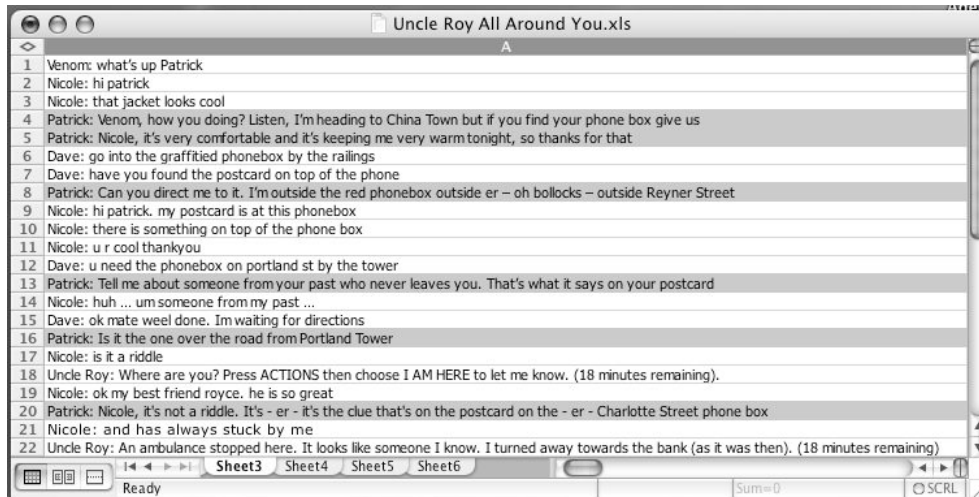 Uncle Roy All Around You.xls
A
1 Venom: what's up Patrick
2 Nicole: hi patrick
3 Nicole: that jacket looks cool
4 Patrick: Venom, how you doing? Listen, I'm heading to China Town but if you find your phone box give us
5 Patrick: Nicole, it's very comfortable and it's keeping me very warm tonight, so thanks for that
6 Dave: go into the graffitied phonebox by the railings
7 Dave: have you found the postcard on top of the phone
8 Patrick: Can you direct me to it. I'm outside the red phonebox outside er – oh bollocks – outside Reyner Street
9 Nicole: hi patrick. my postcard is at this phonebox
10 Nicole: there is something on top of the phone box
11 Nicole: u r cool thankyou
12 Dave: u need the phonebox on portland st by the tower
13 Patrick: Tell me about someone from your past who never leaves you. That's what it says on your postcard
14 Nicole: huh ... um someone from my past ...
15 Dave: ok mate weel done. Im waiting for directions
16 Patrick: Is it the one over the road from Portland Tower
17 Nicole: is it a riddle
18 Uncle Roy: Where are you? Press ACTIONS then choose I AM HERE to let me know. (18 minutes remaining).
19 Nicole: ok my best friend royce. he is so great
20 Patrick: Nicole, it's not a riddle. It's - er - it's the clue that's on the postcard on the - er - Charlotte Street phone box
21 Nicole: and has always stuck by me
22 Uncle Roy: An ambulance stopped here. It looks like someone I know. I turned away towards the bank (as it was then). (18 minutes remaining)
Sheet3 Sheet4 Sheet5 Sheet6
Ready Sum=0 SCRL